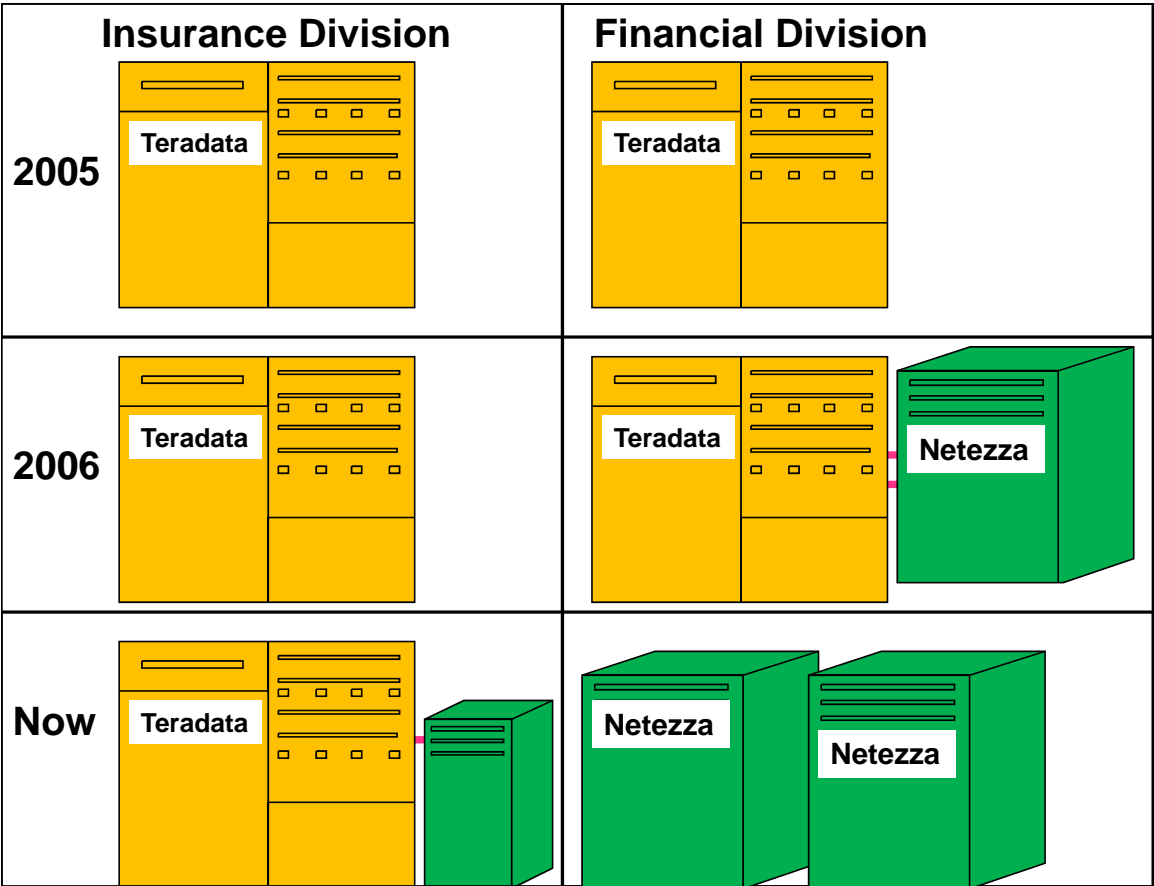 Insurance Division
Financial Division
2005
Teradata
Teradata
2006
Teradata
Teradata
Netezza
Now
Teradata
Netezza
Netezza